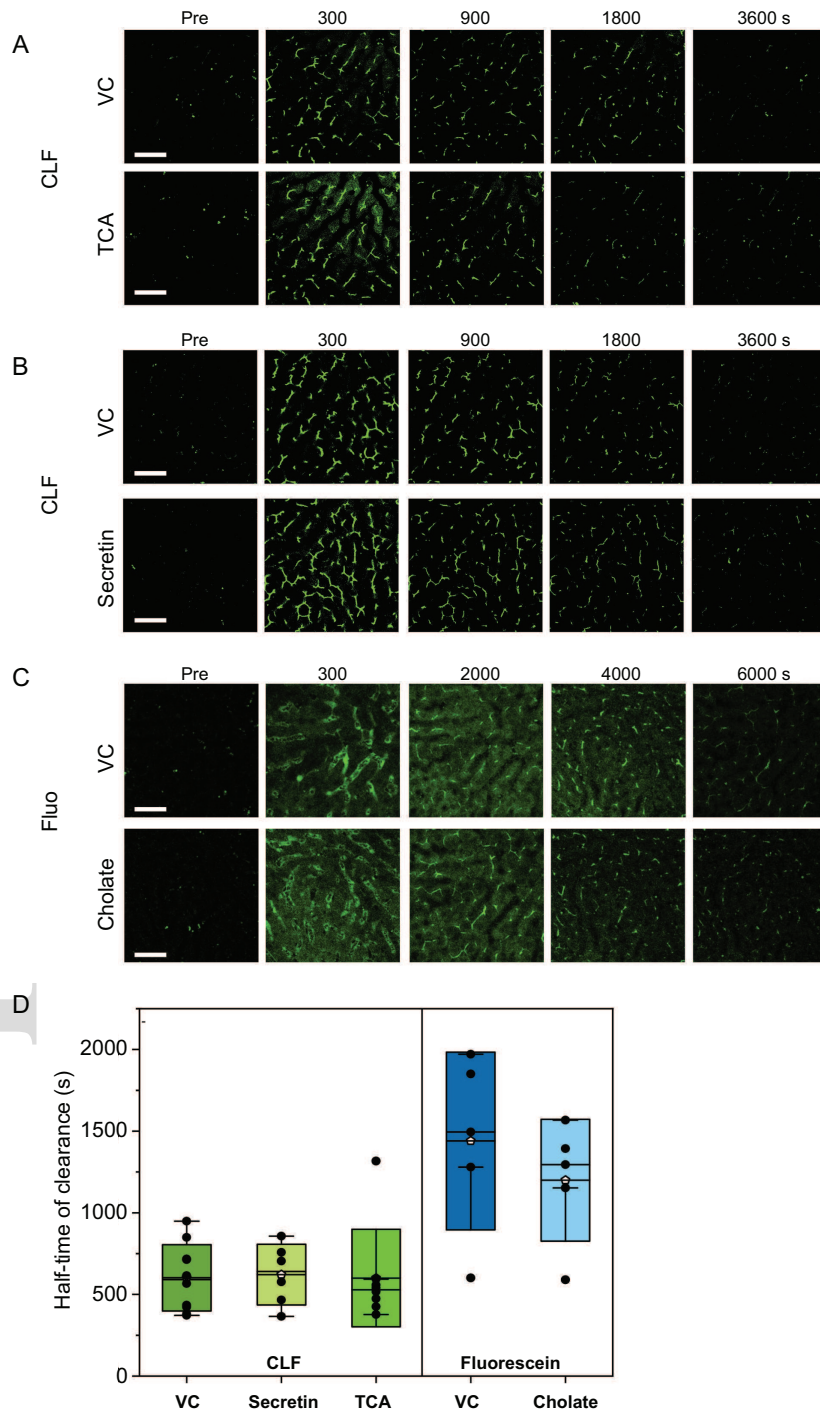 A
Pre 300 900 1800 3600 s
VC
CLF
TCA
B
Pre 300 900 1800 3600 s
VC
CLF
Secretin
C
Pre 300 2000 4000 6000 s
VC
Fluo
Cholate
D
Half-time of clearance (s)
2000
1500
1000
500
0
CLF Fluorescein
VC Secretin TCA VC Cholate